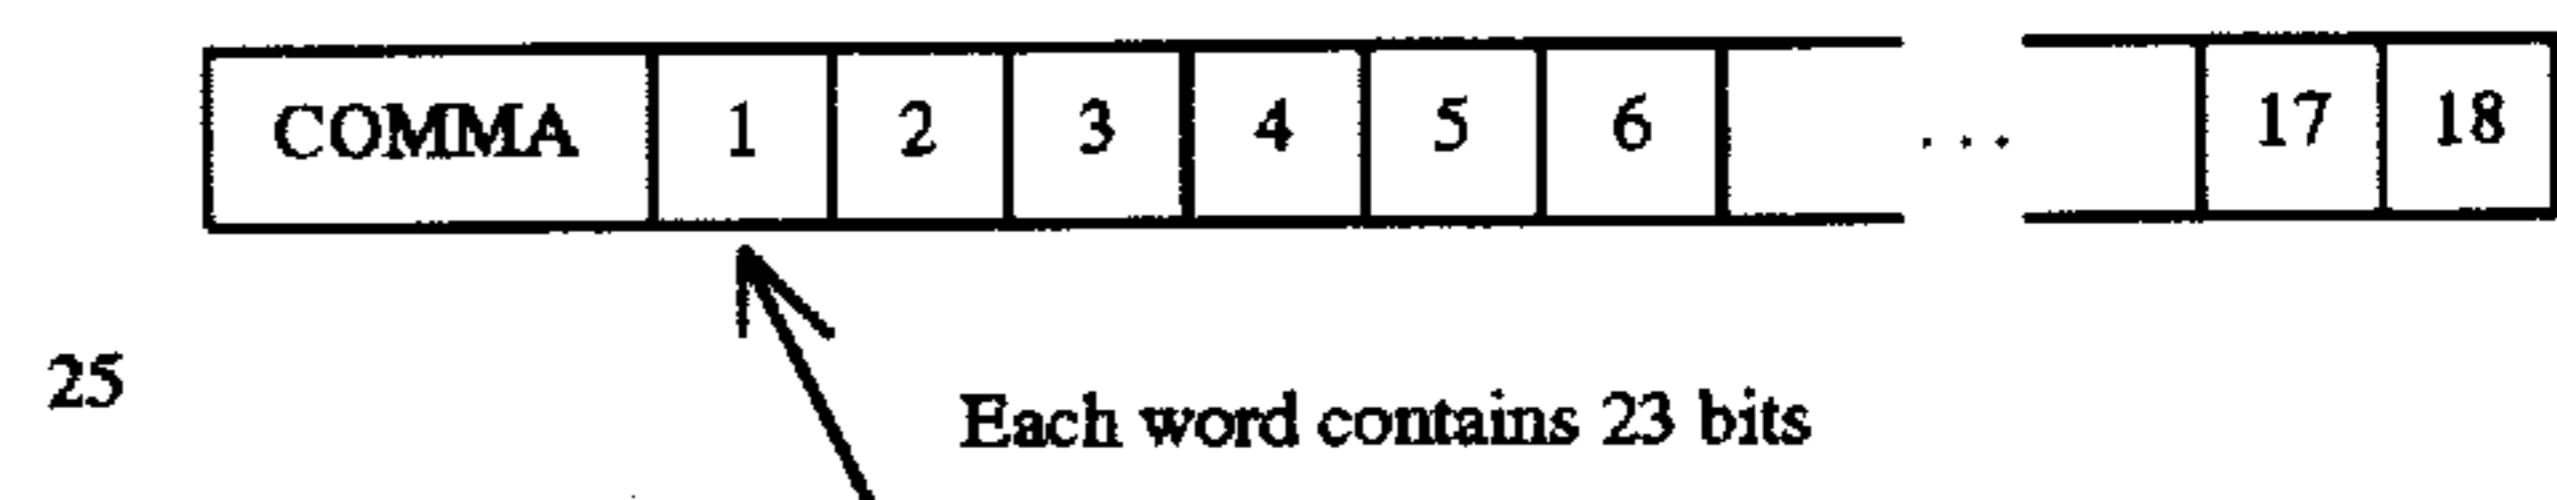 COMMA 1 2 3 4 5 6 . . . 17 18
25
Each word contains 23 bits